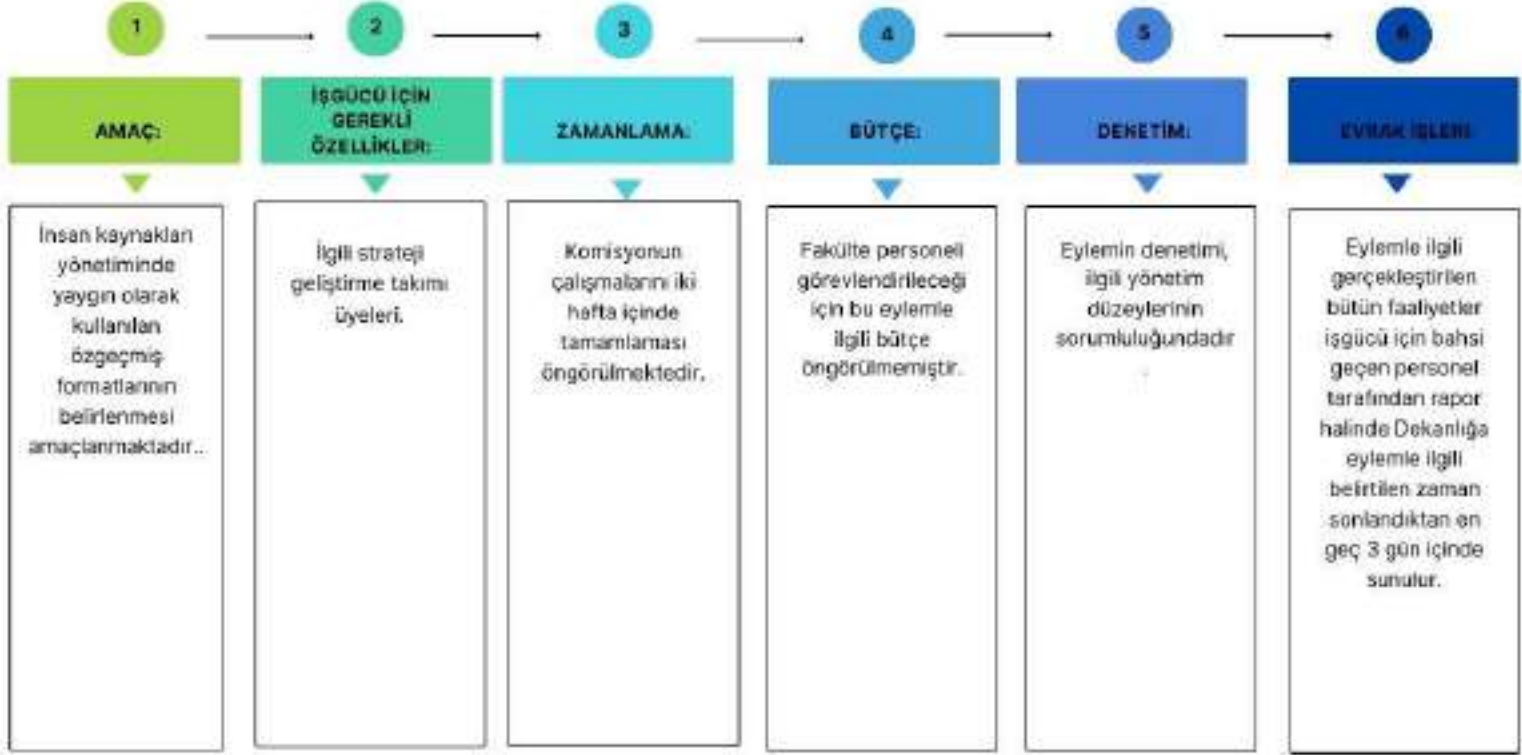 1
2
3
4
5
6
AMAÇ:
İŞGÜCÜ İÇİN
GEREKLİ
ÖZELLİKLER:
ZAMANLAMA:
BÜTÇE:
DENETİM:
EVRAK İŞLERİ:
İnsan kaynakları
yönetiminde
yaygın olarak
kullanılan
özgeçmiş
formatlarının
belirlenmesi
amaçlanmaktadır..
İlgili strateji
geliştirme takımı
üyeleri.
Komisyonun
çalışmalarını iki
hafta içinde
tamamlaması
öngörülmektedir.
Fakülte personeli
görevlendirileceği
için bu eylemle
ilgili bütçe
öngörülmemiştir.
Eylemin denetimi,
ilgili yönetim
düzeylerinin
sorumluluğundadır
.
Eylemle ilgili
gerçekleştirilen
bütün faaliyetler
işgücü için bahsi
geçen personel
tarafından rapor
halinde Dekanlığa
eylemle ilgili
belirtilen zaman
sonlandıktan en
geç 3 gün içinde
sunulur.